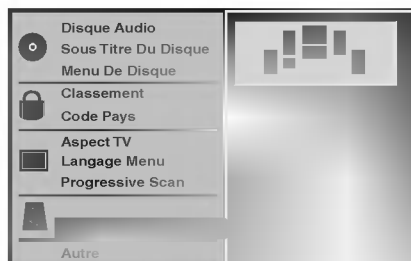 Disque Audio
Sous Titre Du Disque
Menu De Disque
Classement
Code Pays
Aspect TV
Langage Menu
Progressive Scan
Autre